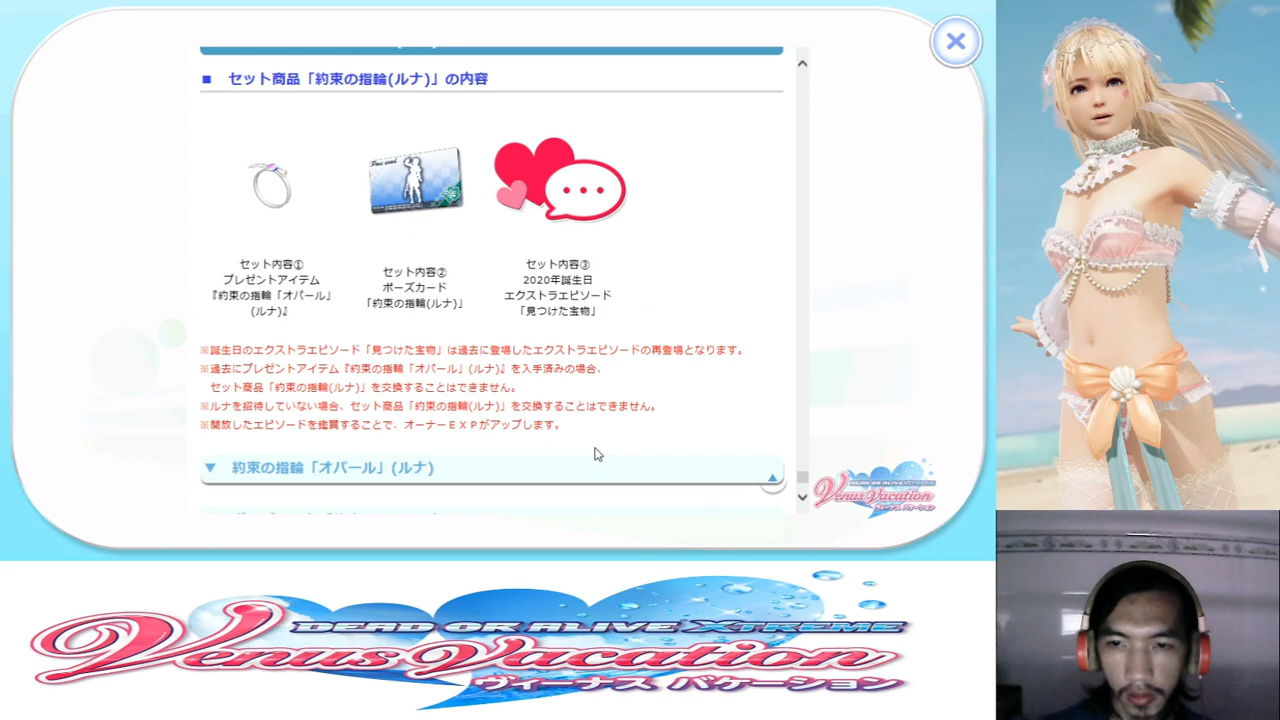 ■ セット商品「約束の指輪(ルナ)」の内容
セット内容①
プレゼントアイテム
『約束の指輪「オパール」
(ルナ)』
セット内容②
ポーズカード
「約束の指輪(ルナ)」
セット内容③
2020年誕生日
エクストラエピソード
「見つけた宝物」
※誕生日のエクストラエピソード「見つけた宝物」は過去に登場したエクストラエピソードの再登場となります。
※過去にプレゼントアイテム『約束の指輪「オパール」(ルナ)』を入手済みの場合、
セット商品「約束の指輪(ルナ)」を交換することはできません。
※ルナを招待していない場合、セット商品「約束の指輪(ルナ)」を交換することはできません。
※開放したエピソードを鑑賞することで、オーナーEXPがアップします。
▼ 約束の指輪「オパール」(ルナ)
DEAD OR ALIVE XTREME
Venus Vacation
ヴィーナス バケーション
DEAD OR ALIVE XTREME
Venus Vacation
ヴィーナス バケーション